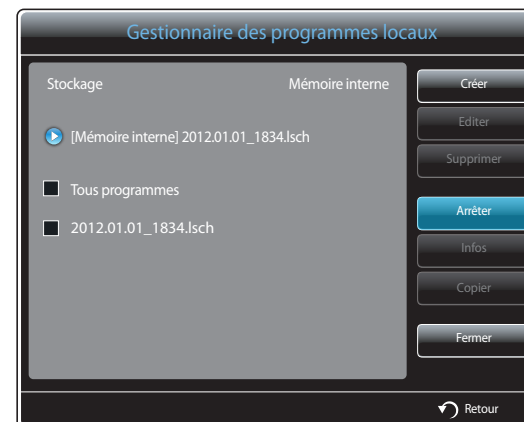 Gestionnaire des programmes locaux
Stockage Mémoire interne
[Mémoire interne] 2012.01.01_1834.lsch
Tous programmes
2012.01.01_1834.lsch
Créer
Editer
Supprimer
Arrêter
Infos
Copier
Fermer
Retour